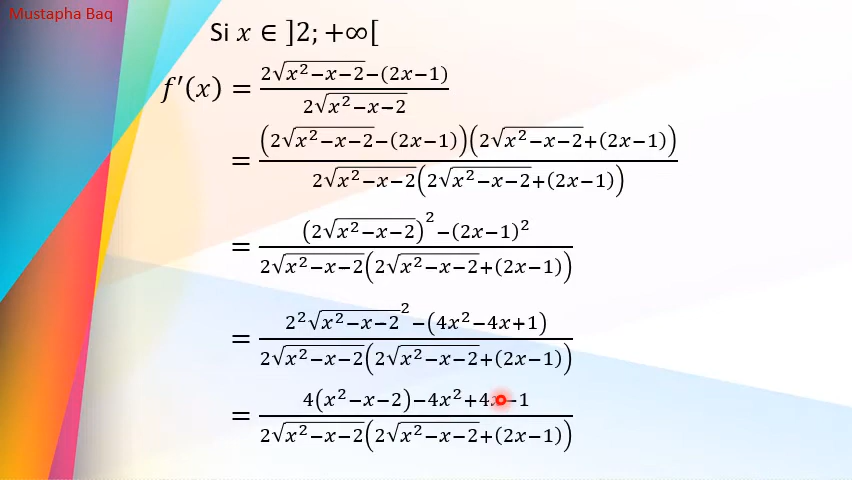 Mustapha Baq
Si x ∈ ]2; +∞[
f′(x) = (2√(x²−x−2)−(2x−1))/(2√(x²−x−2))
= ((2√(x²−x−2)−(2x−1))(2√(x²−x−2)+(2x−1)))/(2√(x²−x−2)(2√(x²−x−2)+(2x−1)))
= ((2√(x²−x−2))²−(2x−1)²)/(2√(x²−x−2)(2√(x²−x−2)+(2x−1)))
= (2²√(x²−x−2)²−(4x²−4x+1))/(2√(x²−x−2)(2√(x²−x−2)+(2x−1)))
= (4(x²−x−2)−4x²+4x−1)/(2√(x²−x−2)(2√(x²−x−2)+(2x−1)))